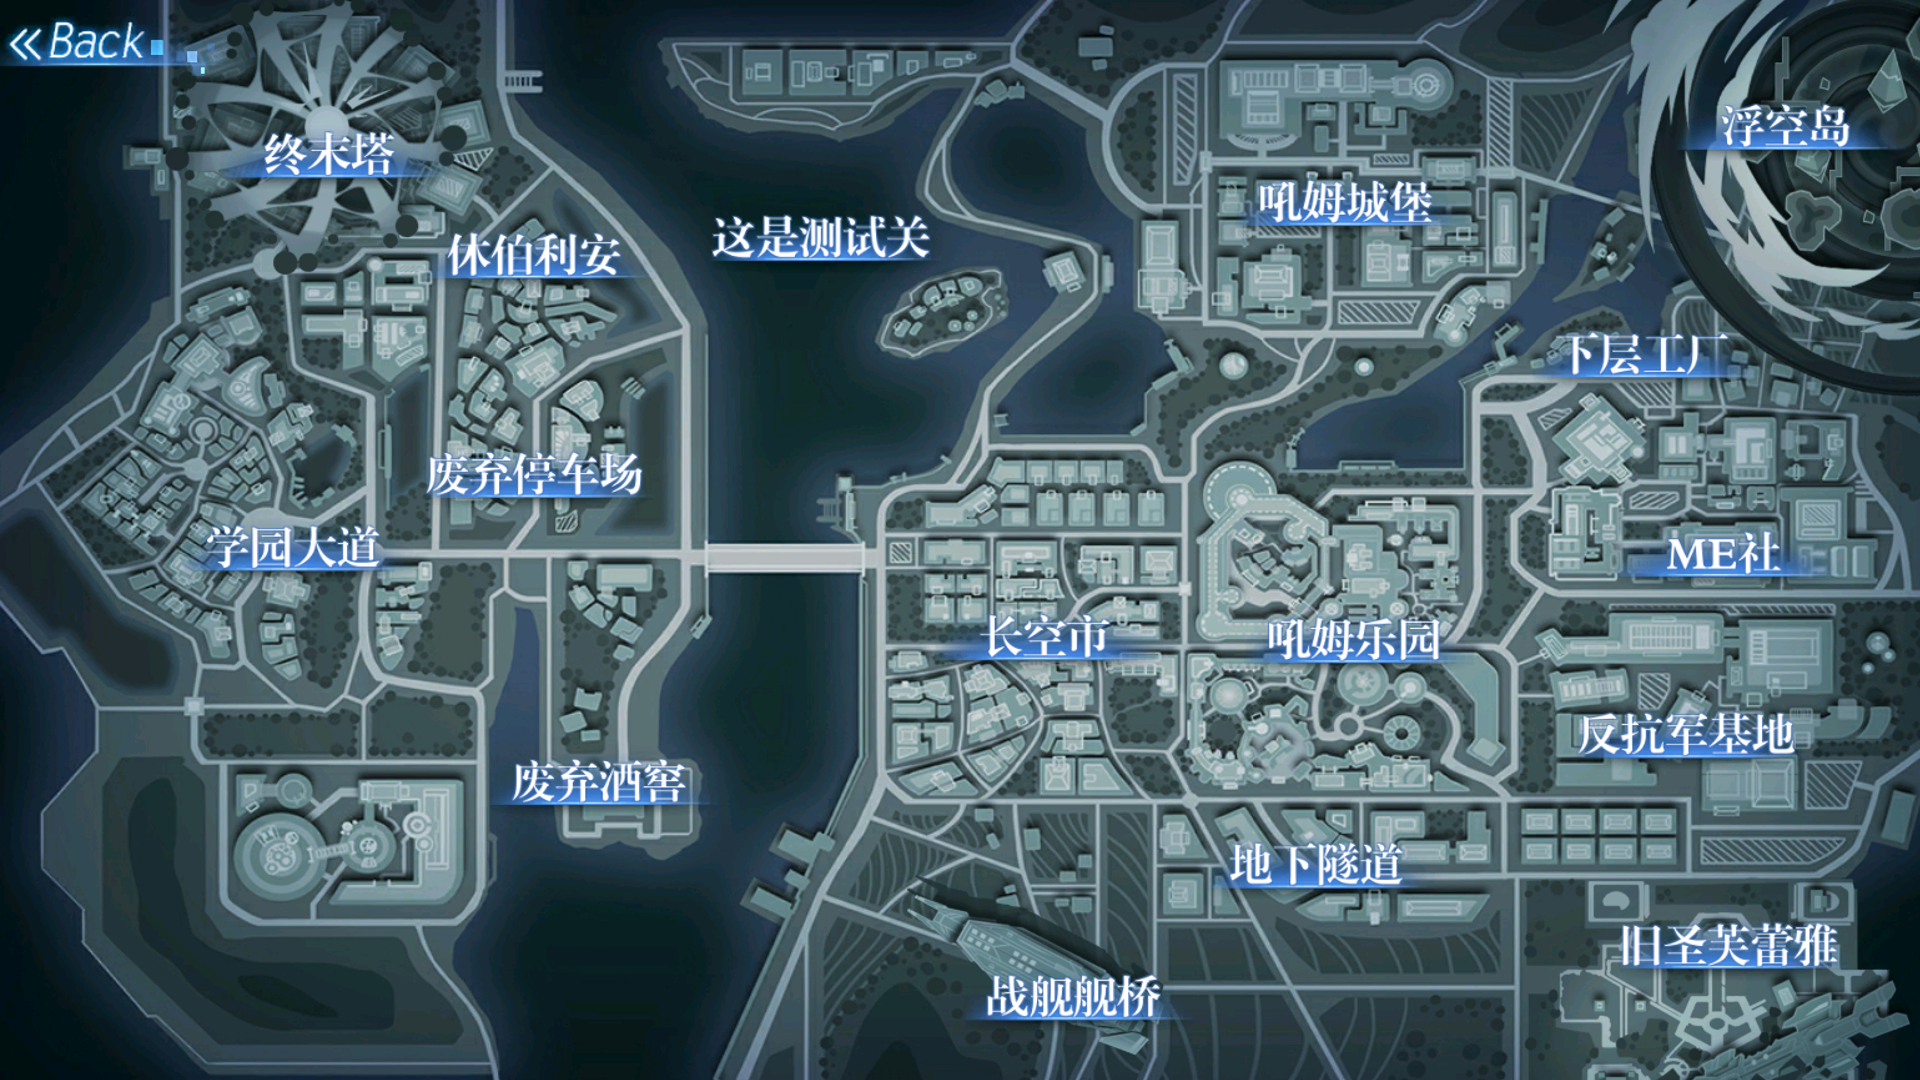 Back
浮空岛
终末塔
吼姆城堡
这是测试关
休伯利安
下层工厂
废弃停车场
学园大道
ME社
长空市
吼姆乐园
反抗军基地
废弃酒窖
地下隧道
旧圣芙蕾雅
战舰舰桥